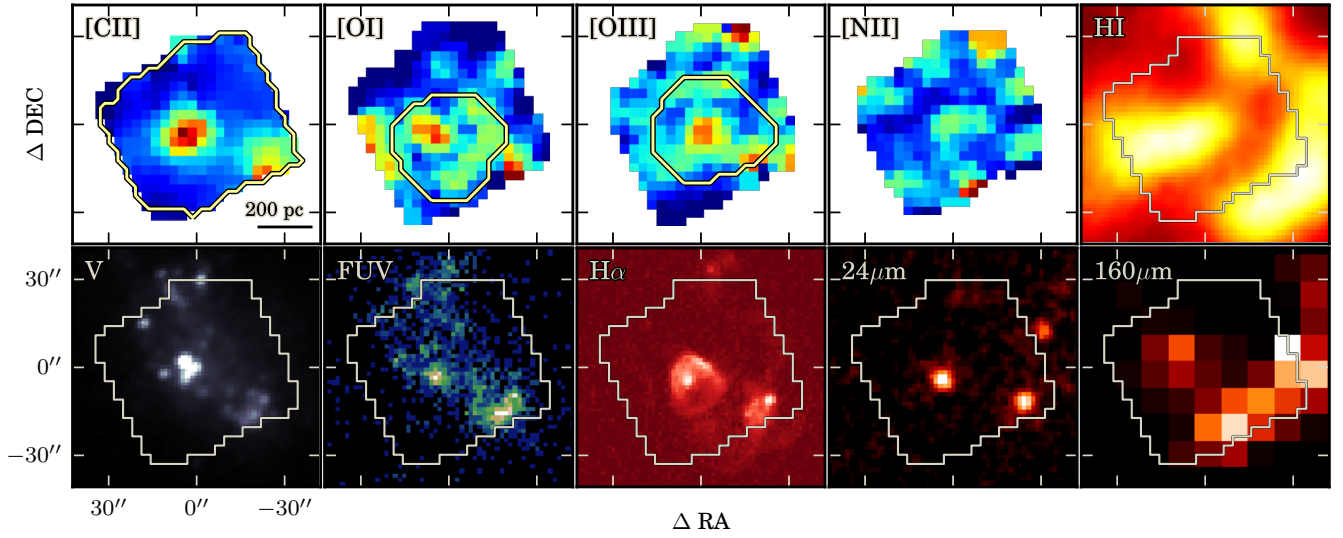 [CII] [OI] [OIII] [NII] HI
Δ DEC
200 pc
V FUV Hα 24μm 160μm
30′′
0′′
−30′′
30′′ 0′′ −30′′
Δ RA